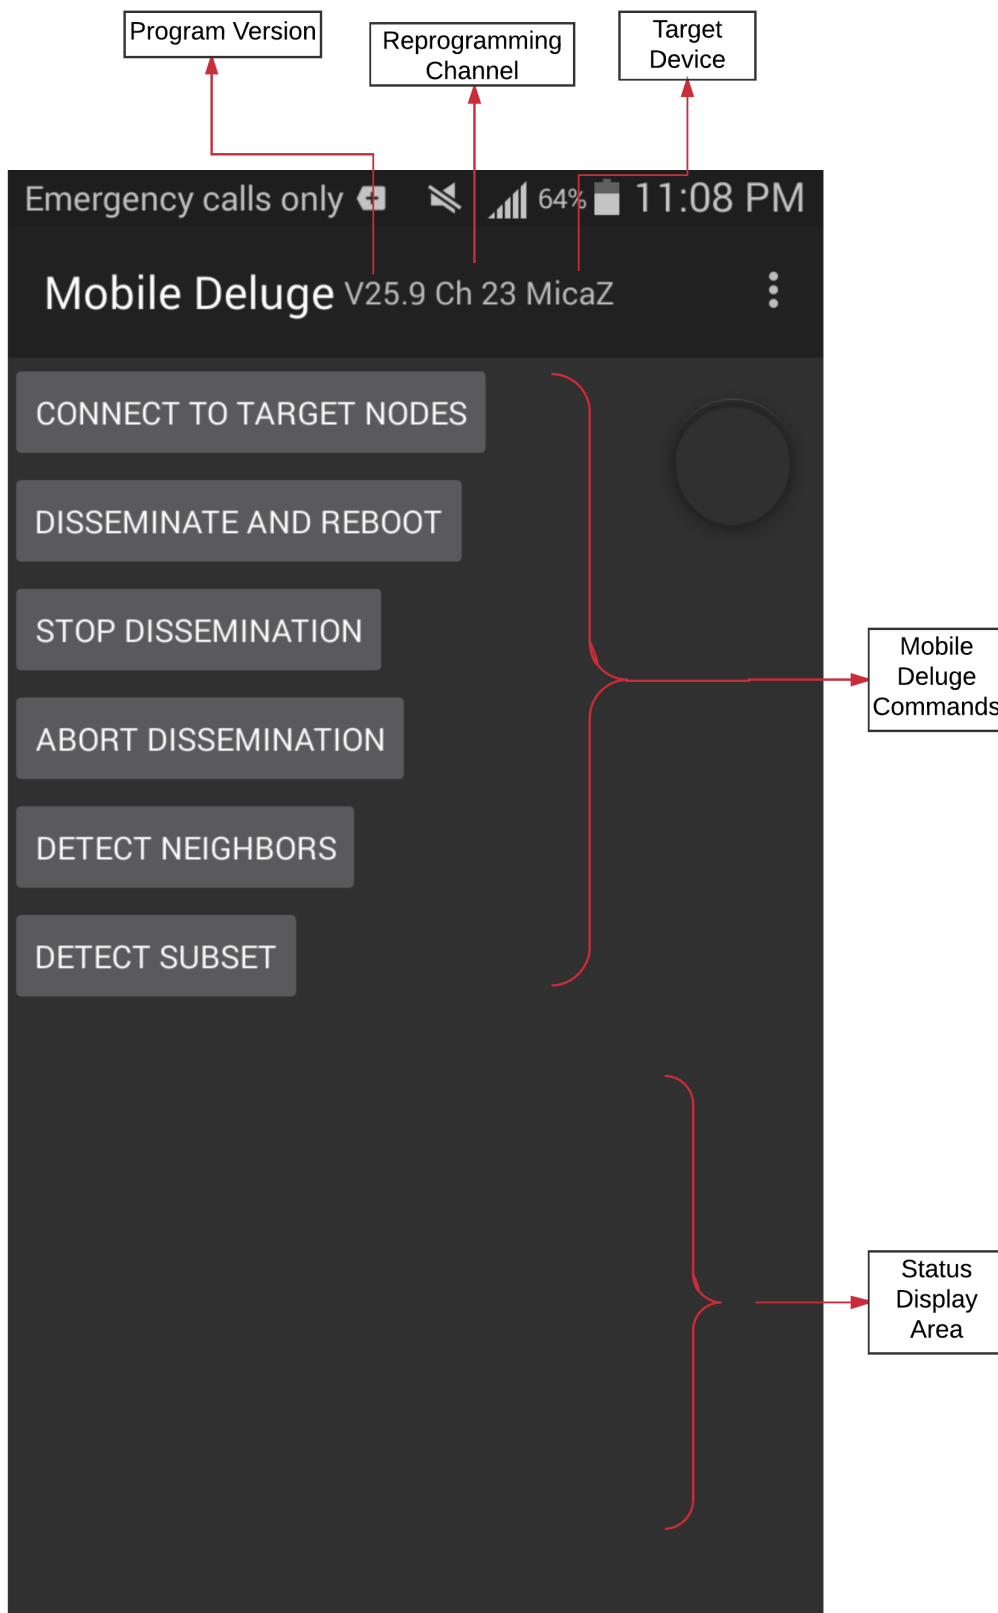 Program Version
Reprogramming
Channel
Target
Device
Emergency calls only 64% 11:08 PM
Mobile Deluge V25.9 Ch 23 MicaZ
CONNECT TO TARGET NODES
DISSEMINATE AND REBOOT
STOP DISSEMINATION
ABORT DISSEMINATION
DETECT NEIGHBORS
DETECT SUBSET
Mobile
Deluge
Commands
Status
Display
Area